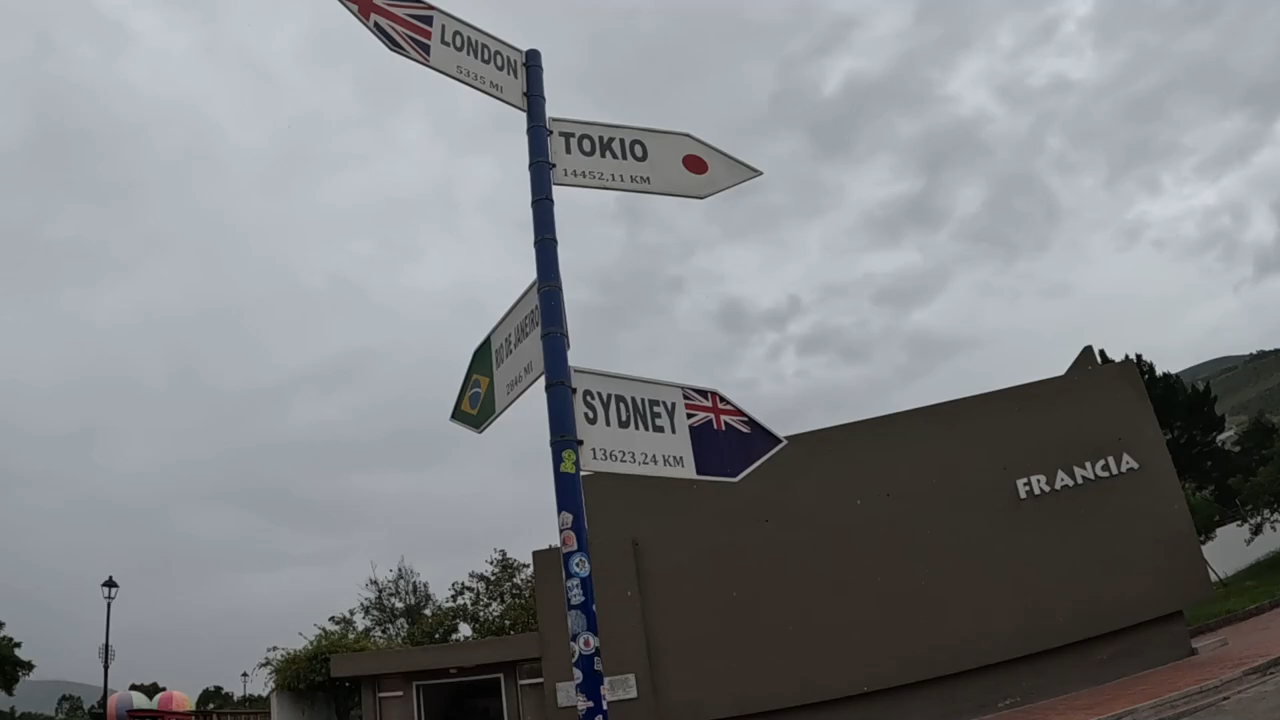 LONDON
5335 MI
TOKIO
14452,11 KM
RIO DE JANEIRO
2846 MI
SYDNEY
13623,24 KM
FRANCIA